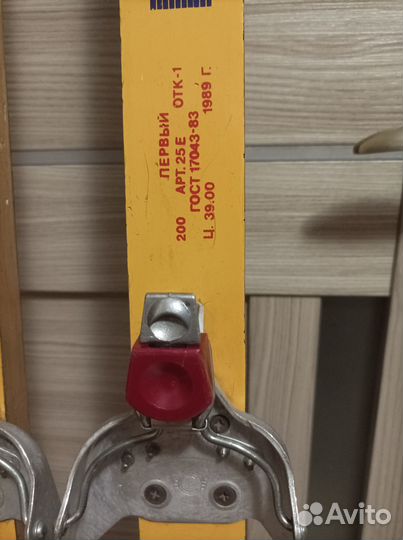 ПЕРВЫЙ ОТК-1
200 АРТ. 25 Е
ГОСТ 17043-83
Ц. 39.00 1989 Г.
Avito